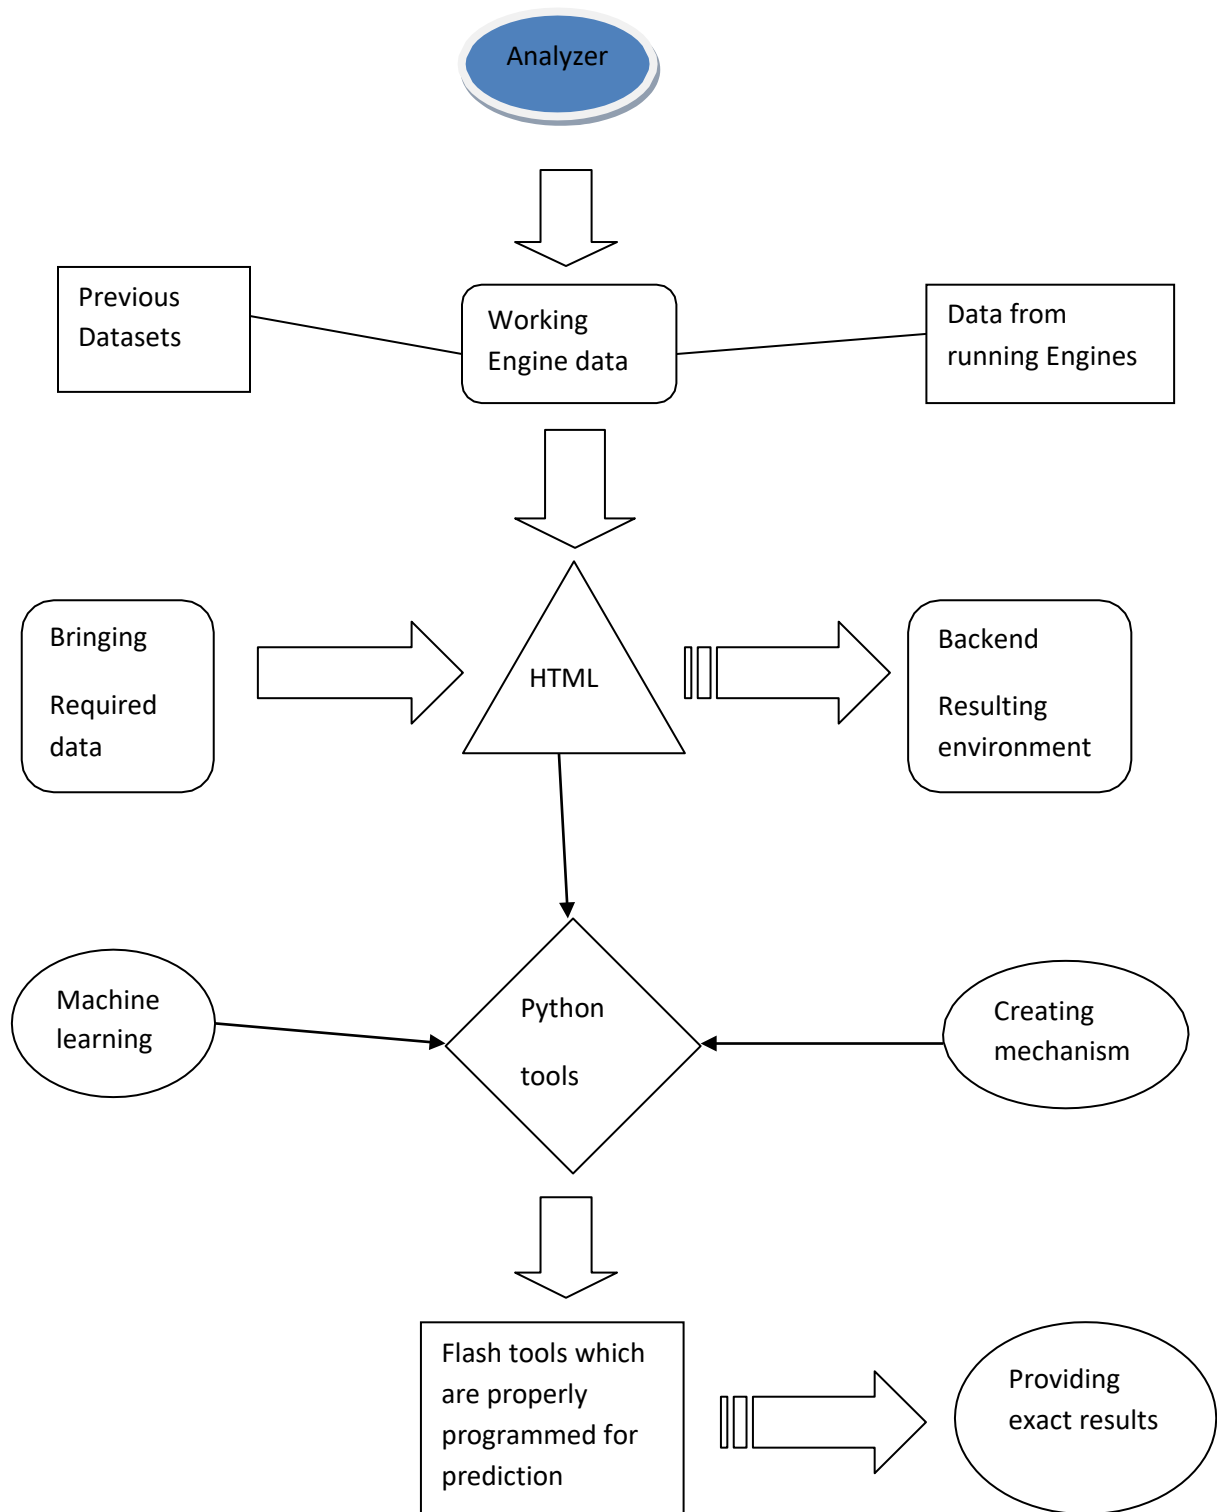 Analyzer
Previous
Datasets
Working
Engine data
Data from
running Engines
Bringing
Required
data
HTML
Backend
Resulting
environment
Machine
learning
Python
tools
Creating
mechanism
Flash tools which
are properly
programmed for
prediction
Providing
exact results